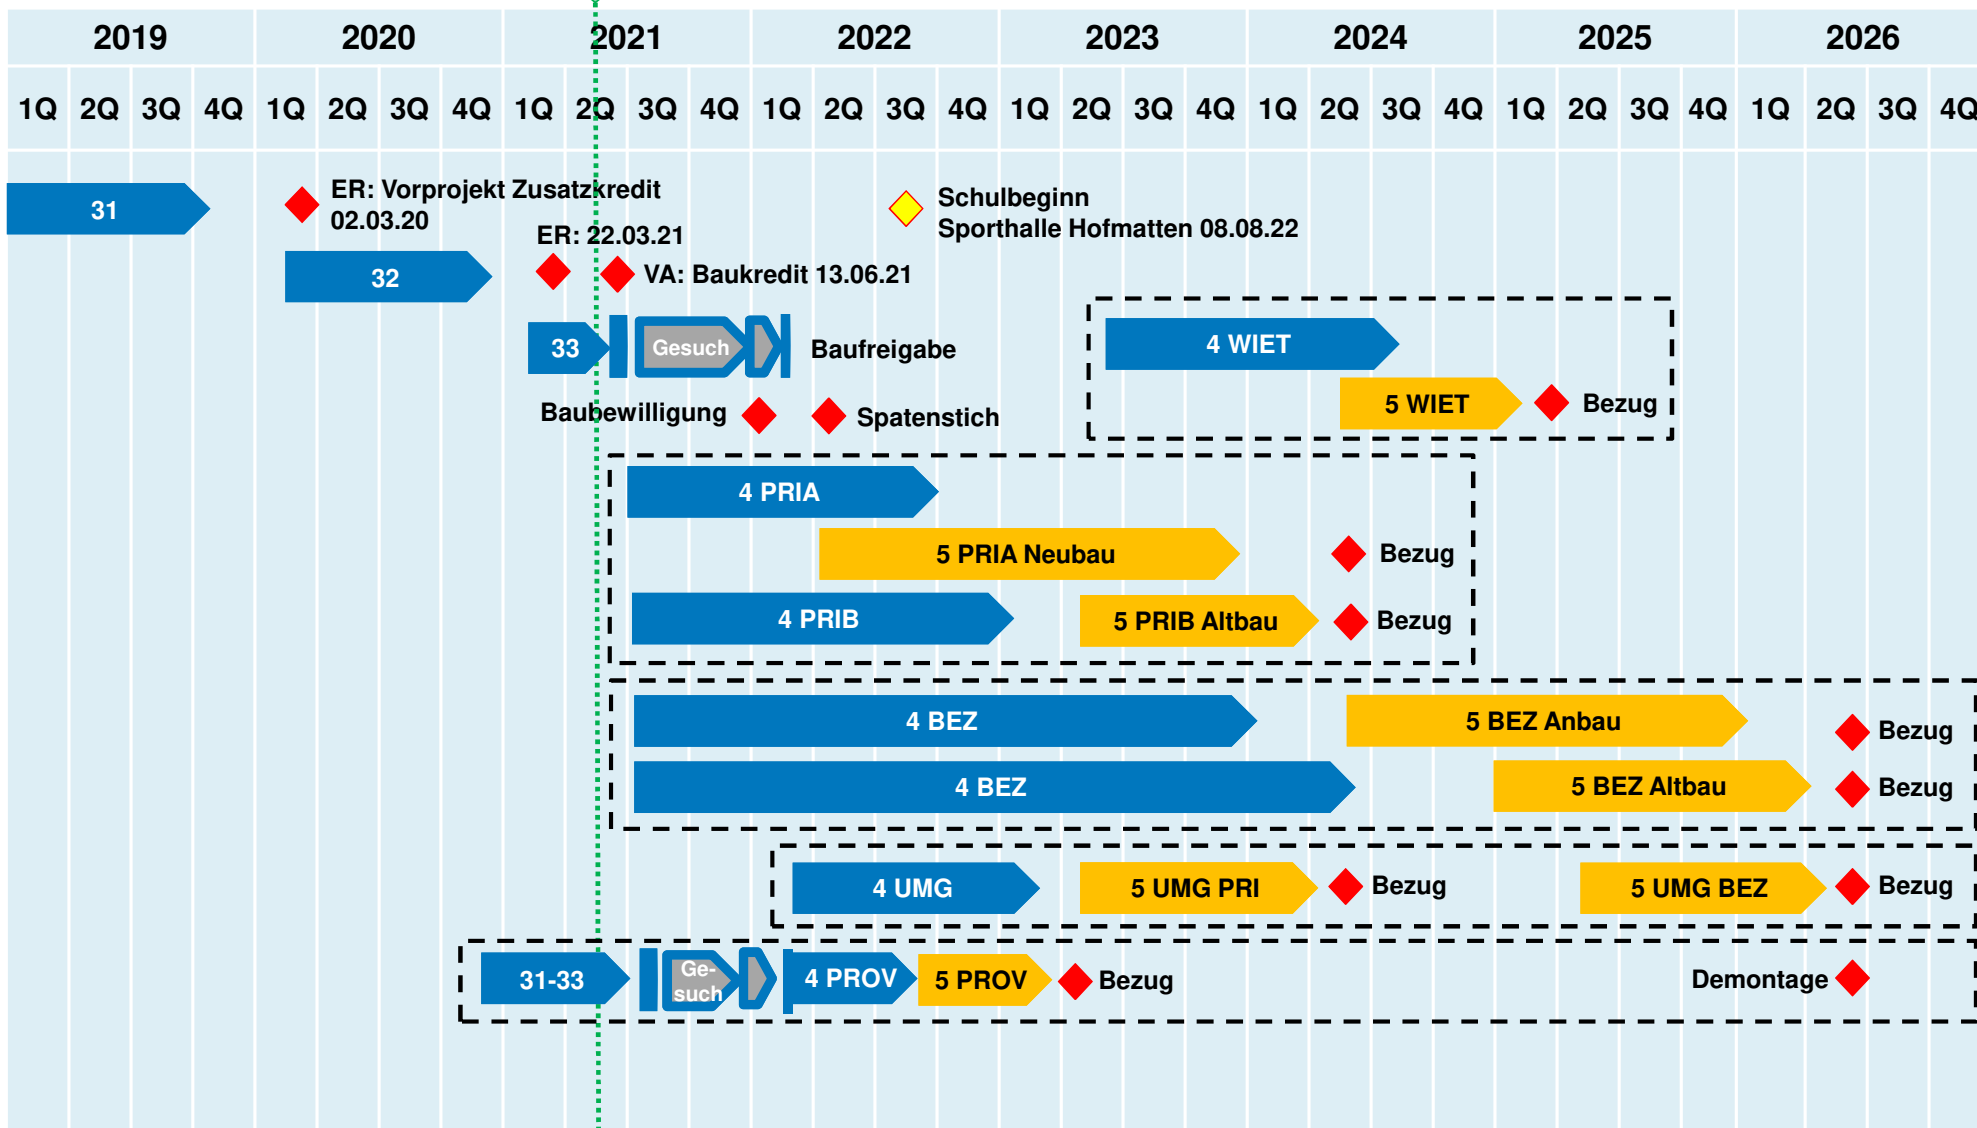 2019 2020 2021 2022 2023 2024 2025 2026
1Q 2Q 3Q 4Q 1Q 2Q 3Q 4Q 1Q 2Q 3Q 4Q 1Q 2Q 3Q 4Q 1Q 2Q 3Q 4Q 1Q 2Q 3Q 4Q 1Q 2Q 3Q 4Q 1Q 2Q 3Q 4Q
31
ER: Vorprojekt Zusatzkredit
02.03.20
Schulbeginn
Sporthalle Hofmatten 08.08.22
ER: 22.03.21
32
VA: Baukredit 13.06.21
33
Gesuch
Baufreigabe
4 WIET
Baubewilligung
Spatenstich
5 WIET
Bezug
4 PRIA
5 PRIA Neubau
Bezug
4 PRIB
5 PRIB Altbau
Bezug
4 BEZ
5 BEZ Anbau
Bezug
4 BEZ
5 BEZ Altbau
Bezug
4 UMG
5 UMG PRI
Bezug
5 UMG BEZ
Bezug
31-33
Ge-
such
4 PROV
5 PROV
Bezug
Demontage